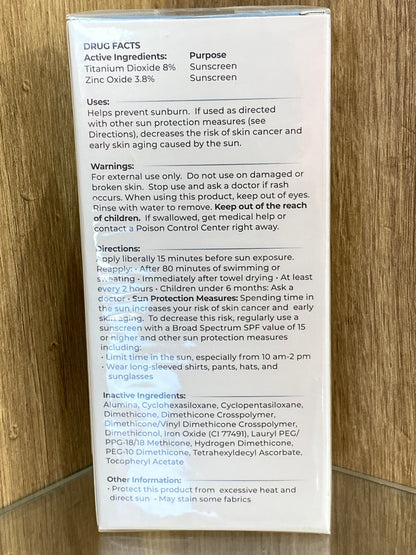 DRUG FACTS
Active Ingredients: Purpose
Titanium Dioxide 8% Sunscreen
Zinc Oxide 3.8% Sunscreen
Uses:
Helps prevent sunburn. If used as directed
with other sun protection measures (see
Directions), decreases the risk of skin cancer and
early skin aging caused by the sun.
Warnings:
For external use only. Do not use on damaged or
broken skin. Stop use and ask a doctor if rash
occurs. When using this product, keep out of eyes.
Rinse with water to remove. Keep out of the reach
of children. If swallowed, get medical help or
contact a Poison Control Center right away.
Directions:
Apply liberally 15 minutes before sun exposure.
Reapply: • After 80 minutes of swimming or
sweating • Immediately after towel drying • At least
every 2 hours • Children under 6 months: Ask a
doctor • Sun Protection Measures: Spending time in
the sun increases your risk of skin cancer and early
skin aging. To decrease this risk, regularly use a
sunscreen with a Broad Spectrum SPF value of 15
or higher and other sun protection measures
including:
• Limit time in the sun, especially from 10 am-2 pm
• Wear long-sleeved shirts, pants, hats, and
sunglasses
Inactive Ingredients:
Alumina, Cyclohexasiloxane, Cyclopentasiloxane,
Dimethicone, Dimethicone Crosspolymer,
Dimethicone/Vinyl Dimethicone Crosspolymer,
Dimethiconol, Iron Oxide (CI 77491), Lauryl PEG/
PPG-18/18 Methicone, Hydrogen Dimethicone,
PEG-10 Dimethicone, Tetrahexyldecyl Ascorbate,
Tocopheryl Acetate
Other Information:
• Protect this product from excessive heat and
direct sun • May stain some fabrics